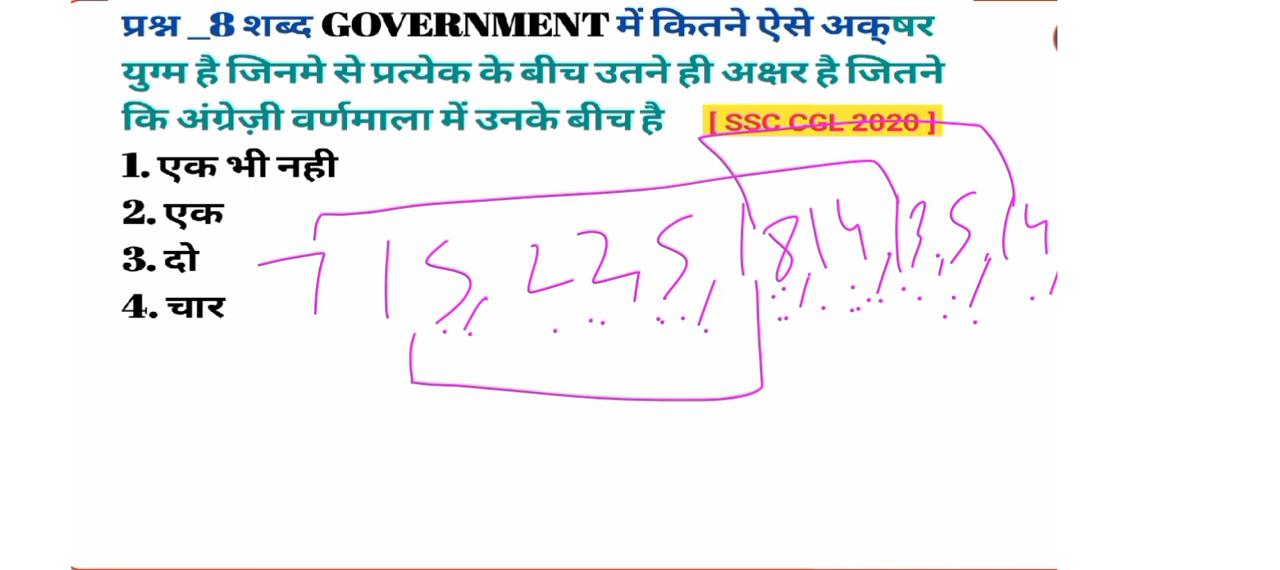 प्रश्न _8 शब्द GOVERNMENT में कितने ऐसे अक्षर
युग्म है जिनमे से प्रत्येक के बीच उतने ही अक्षर है जितने
कि अंग्रेज़ी वर्णमाला में उनके बीच है [ SSC CGL 2020 ]
1. एक भी नही
2. एक
3. दो
4. चार
7 15, 22 5, 18, 14, 13, 5, 14